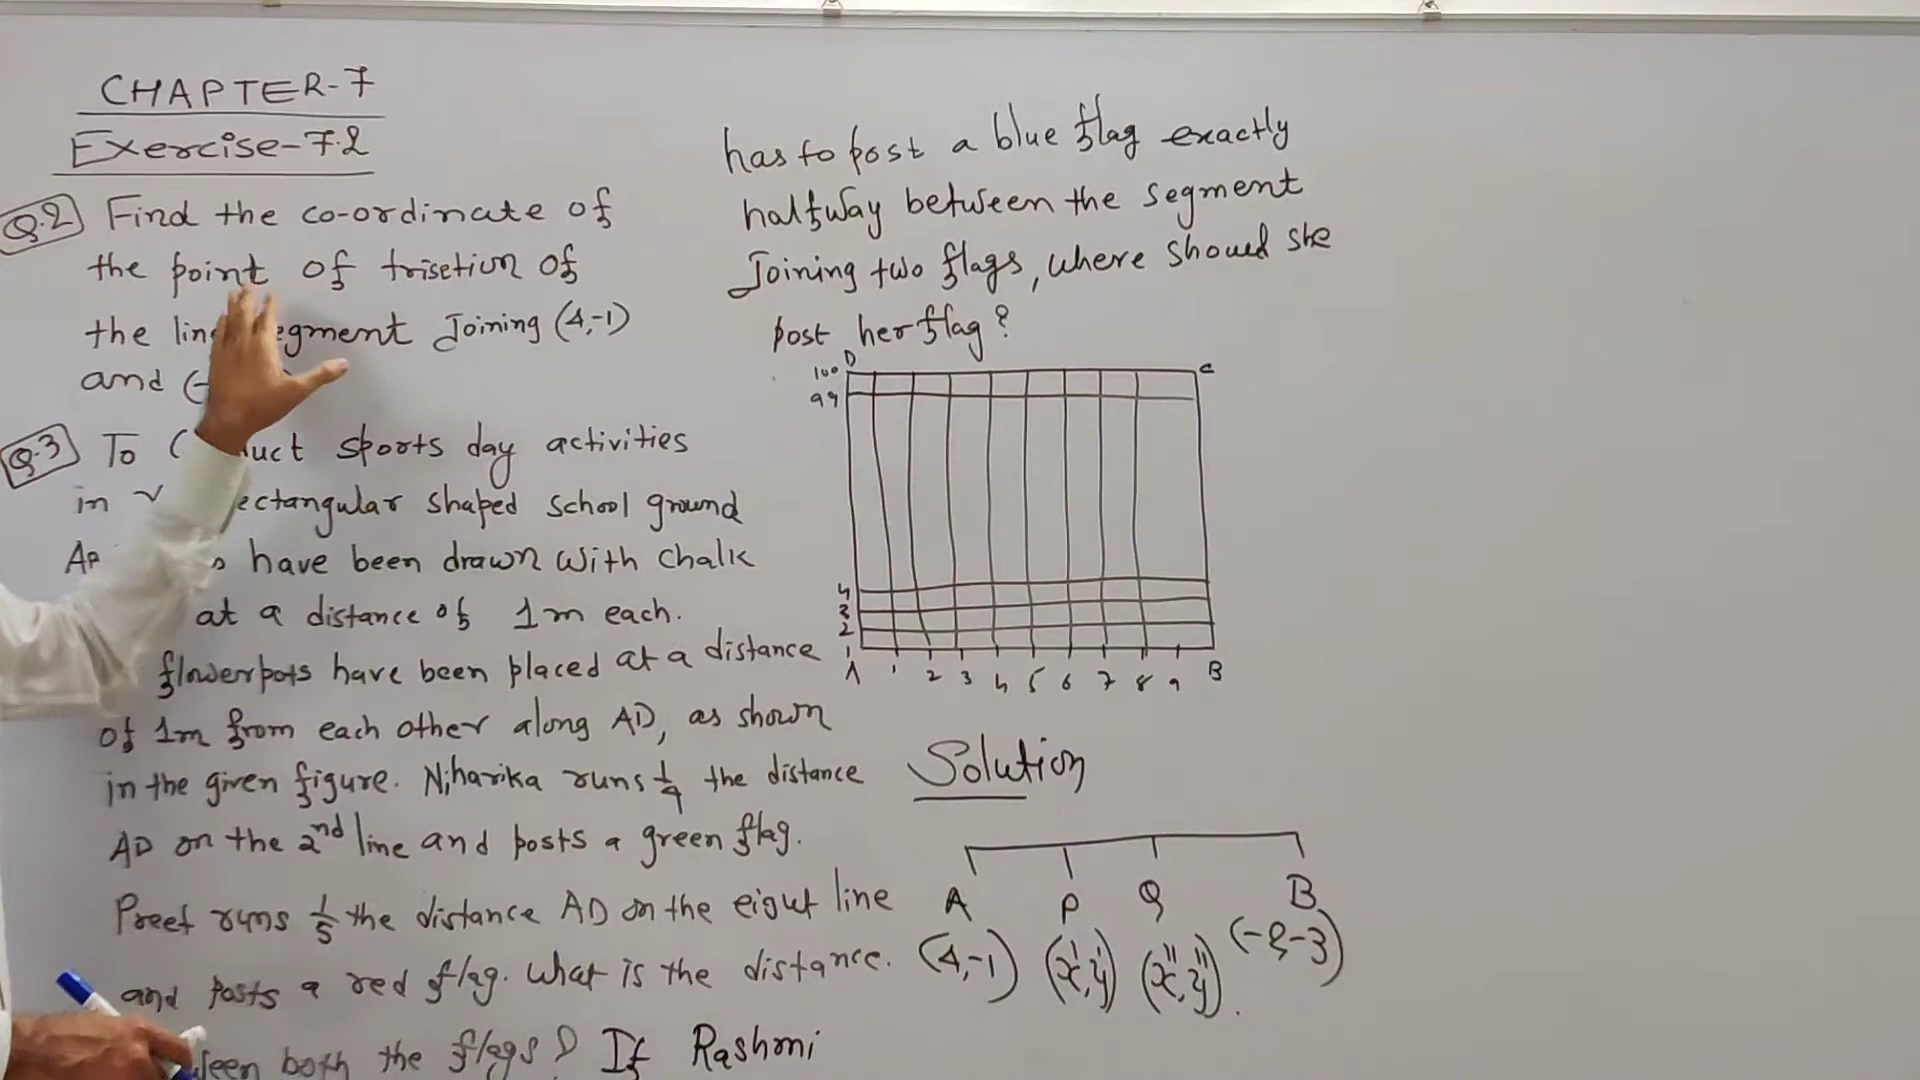 CHAPTER-7
Exercise-7.2
Q.2 Find the co-ordinate of
the point of trisetion of
the line segment Joining (4,-1)
and (-
Q.3 To uct sports day activities
in ectangular shaped school ground
have been drawn with chalk
at a distance of 1m each.
flowerpots have been placed at a distance
of 1m from each other along AD, as shown
in the given figure. Niharika runs 1/4 the distance
AD on the 2nd line and posts a green flag.
Preet runs 1/5 the distance AD on the eight line
and posts a red flag. What is the distance.
ween both the flags? If Rashmi
has to post a blue flag exactly
halfway between the segment
Joining two flags, where should she
post her flag?
100 D C
99
4
3
2
1
A 1 2 3 4 5 6 7 8 9 B
Solution
A P Q B
(4,-1) (x',y') (x'',y''). (-2,-3)